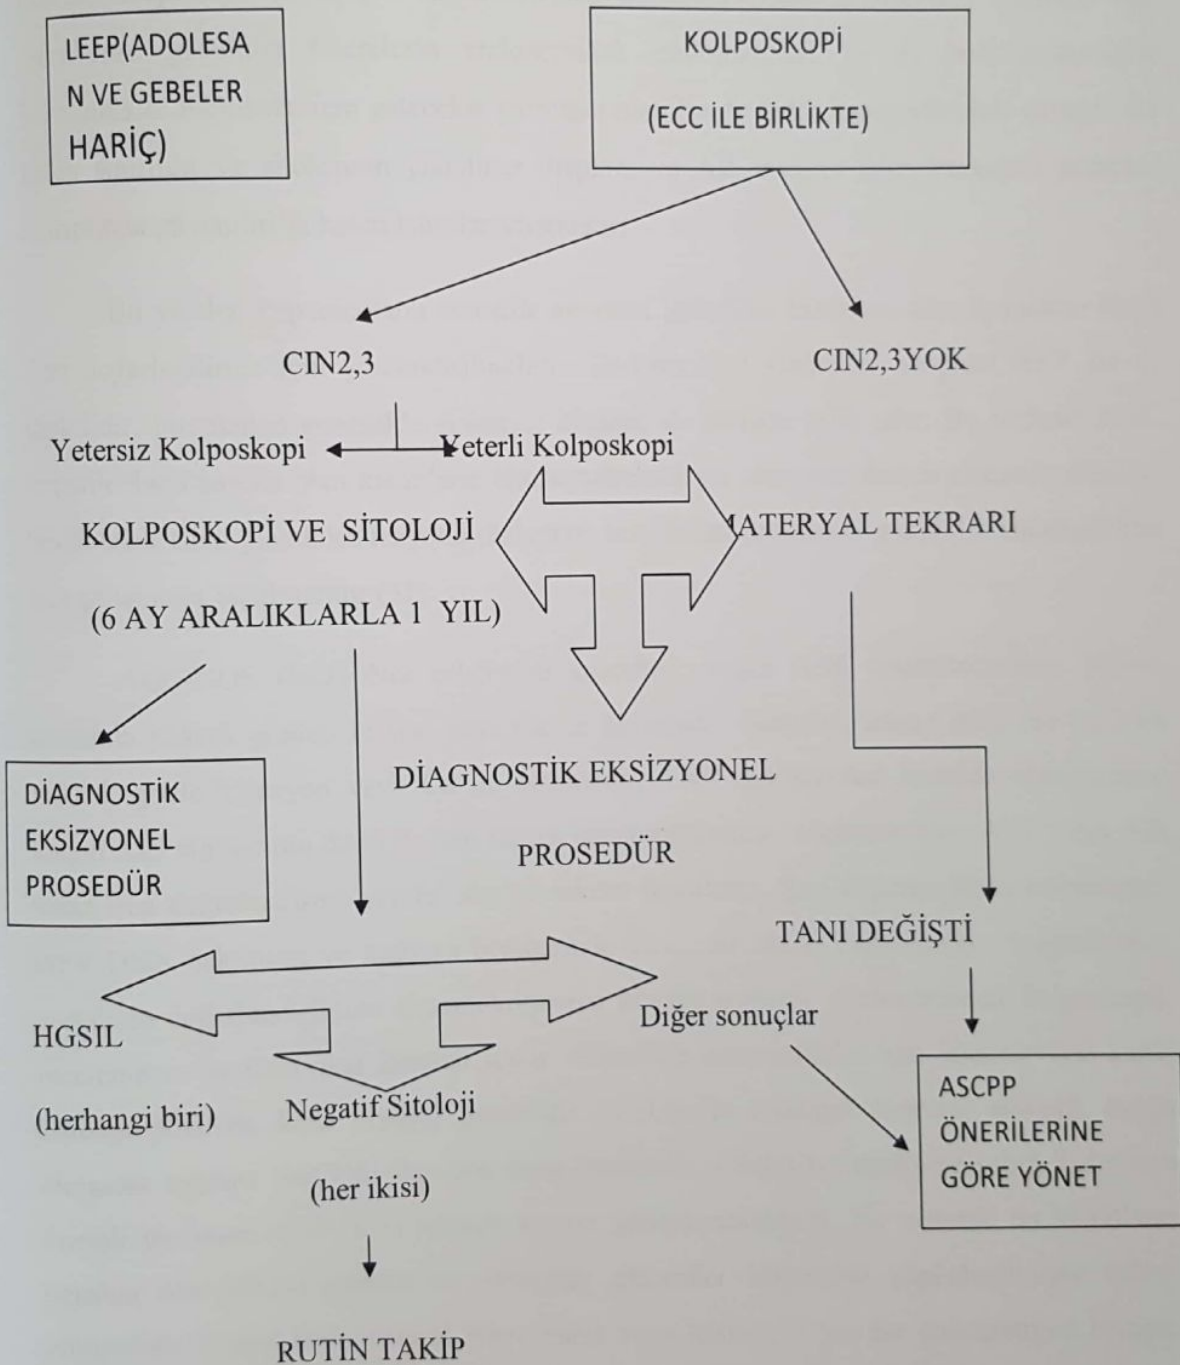 LEEP(ADOLESA
N VE GEBELER
HARİÇ)
KOLPOSKOPİ
(ECC İLE BİRLİKTE)
CIN2,3
CIN2,3YOK
Yetersiz Kolposkopi
Yeterli Kolposkopi
KOLPOSKOPİ VE SİTOLOJİ
MATERYAL TEKRARI
(6 AY ARALIKLARLA 1 YIL)
DİAGNOSTİK
EKSİZYONEL
PROSEDÜR
DİAGNOSTİK EKSİZYONEL
PROSEDÜR
TANI DEĞİŞTİ
HGSIL
(herhangi biri)
Negatif Sitoloji
(her ikisi)
Diğer sonuçlar
ASCPP
ÖNERİLERİNE
GÖRE YÖNET
RUTİN TAKİP